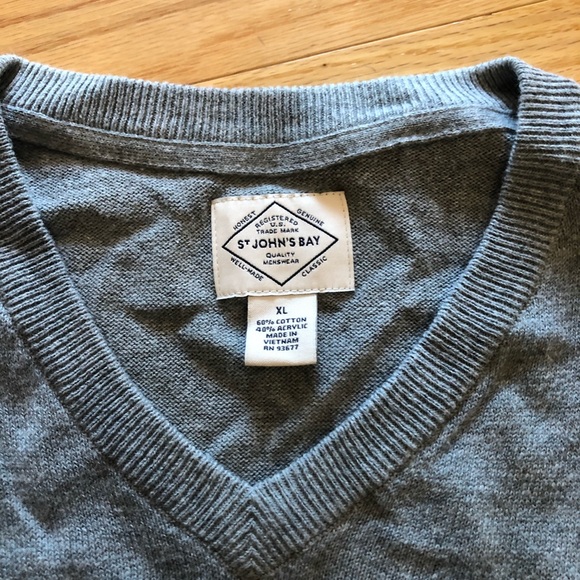 HONEST GENUINE
REGISTERED
U.S.
TRADE MARK
ST JOHN'S BAY
QUALITY
MENSWEAR
WELL-MADE CLASSIC
XL
60% COTTON
40% ACRYLIC
MADE IN
VIETNAM
RN 93677